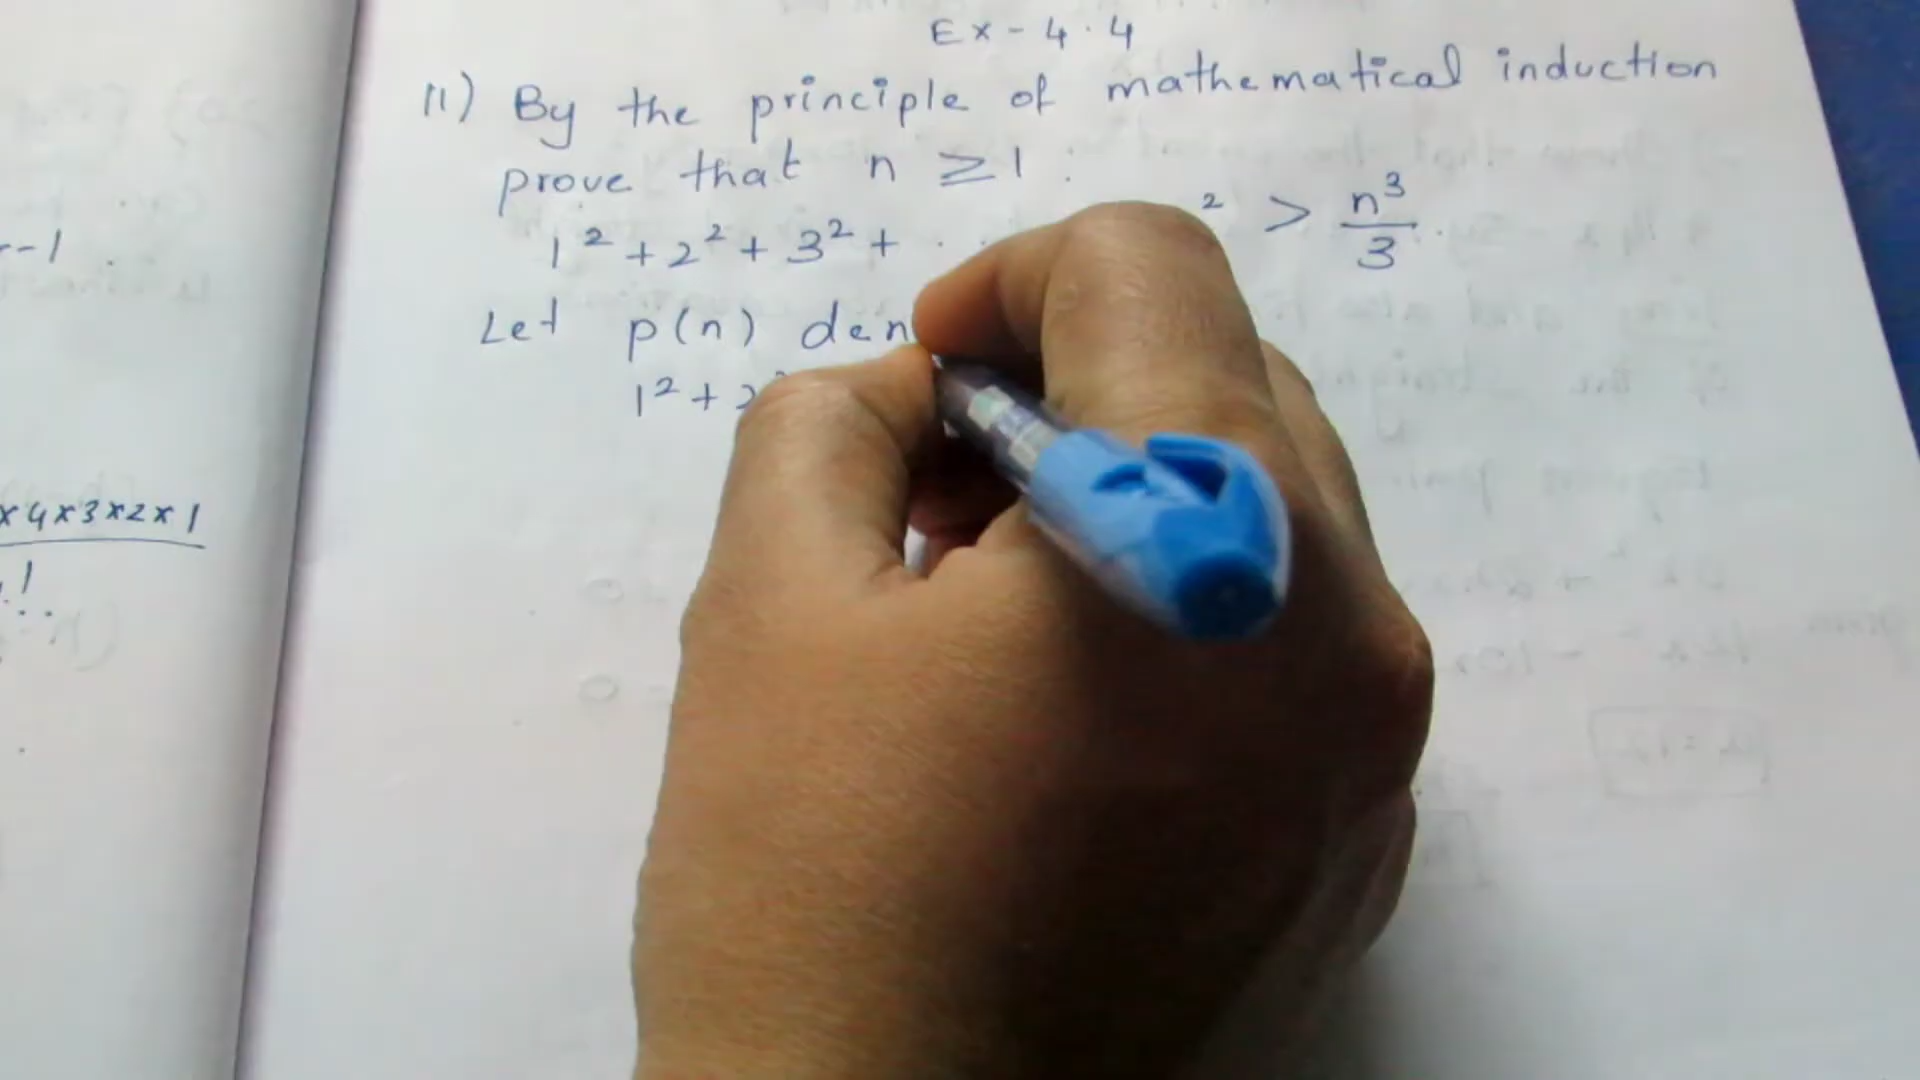 Ex - 4.4
11) By the principle of mathematical induction
prove that n ≥ 1 :
1² + 2² + 3² + . . ² > n³/3 .
Let p(n) den
1² + 2²
r-1 .
x 4 x 3 x 2 x 1